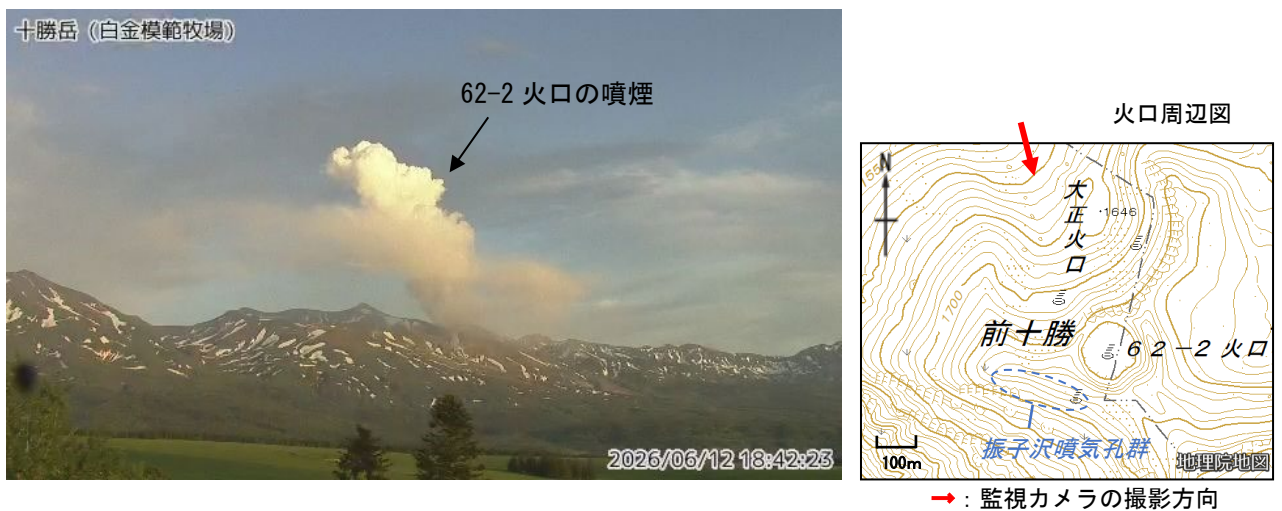 十勝岳（白金模範牧場）
62-2 火口の噴煙
2026/06/12 18:42:23
火口周辺図
N
155
大正火口
・1646
1700
前十勝
６２－２ 火口
振子沢噴気孔群
100m
地理院地図
→：監視カメラの撮影方向